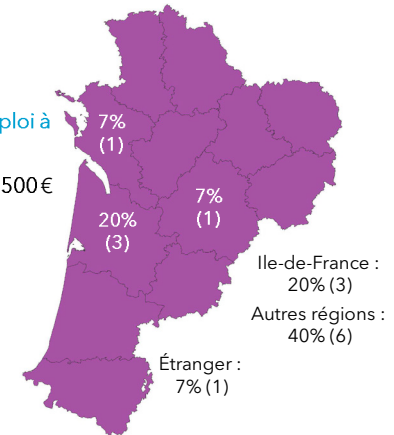 ploi à
7%
(1)
500 €
7%
(1)
20%
(3)
Ile-de-France :
20% (3)
Autres régions :
40% (6)
Étranger :
7% (1)